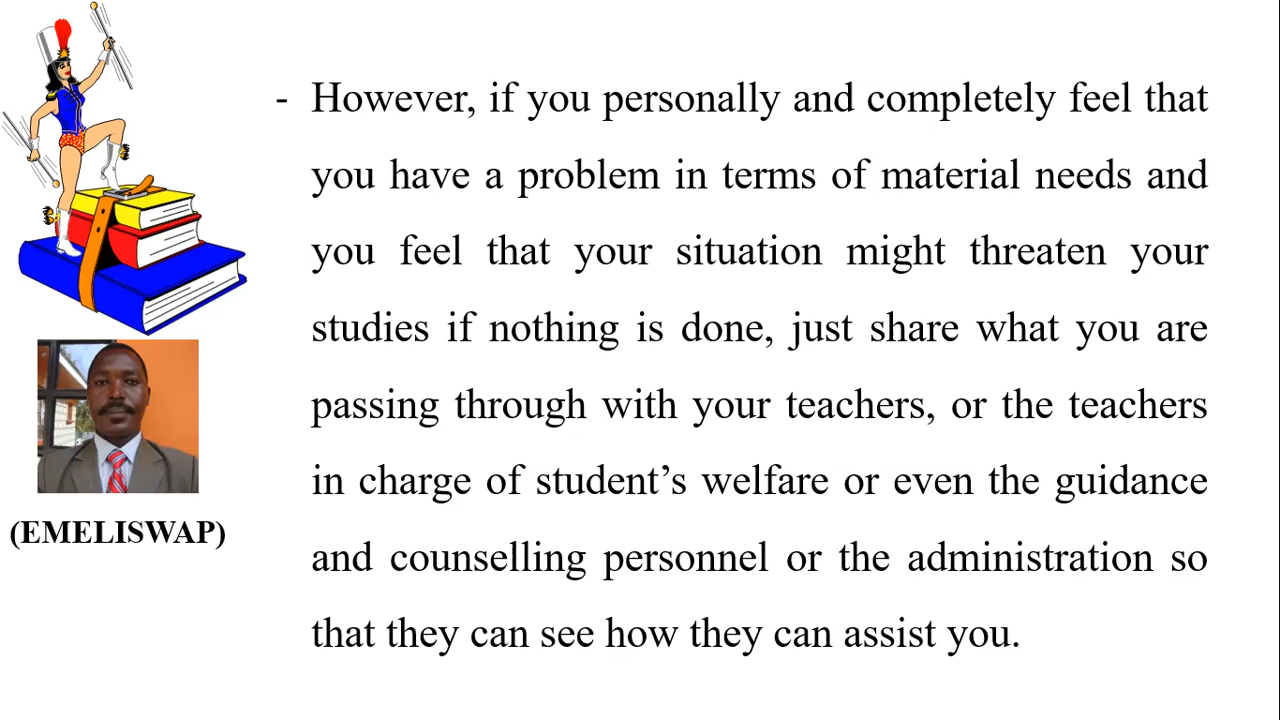 - However, if you personally and completely feel that
you have a problem in terms of material needs and
you feel that your situation might threaten your
studies if nothing is done, just share what you are
passing through with your teachers, or the teachers
in charge of student’s welfare or even the guidance
and counselling personnel or the administration so
that they can see how they can assist you.
(EMELISWAP)